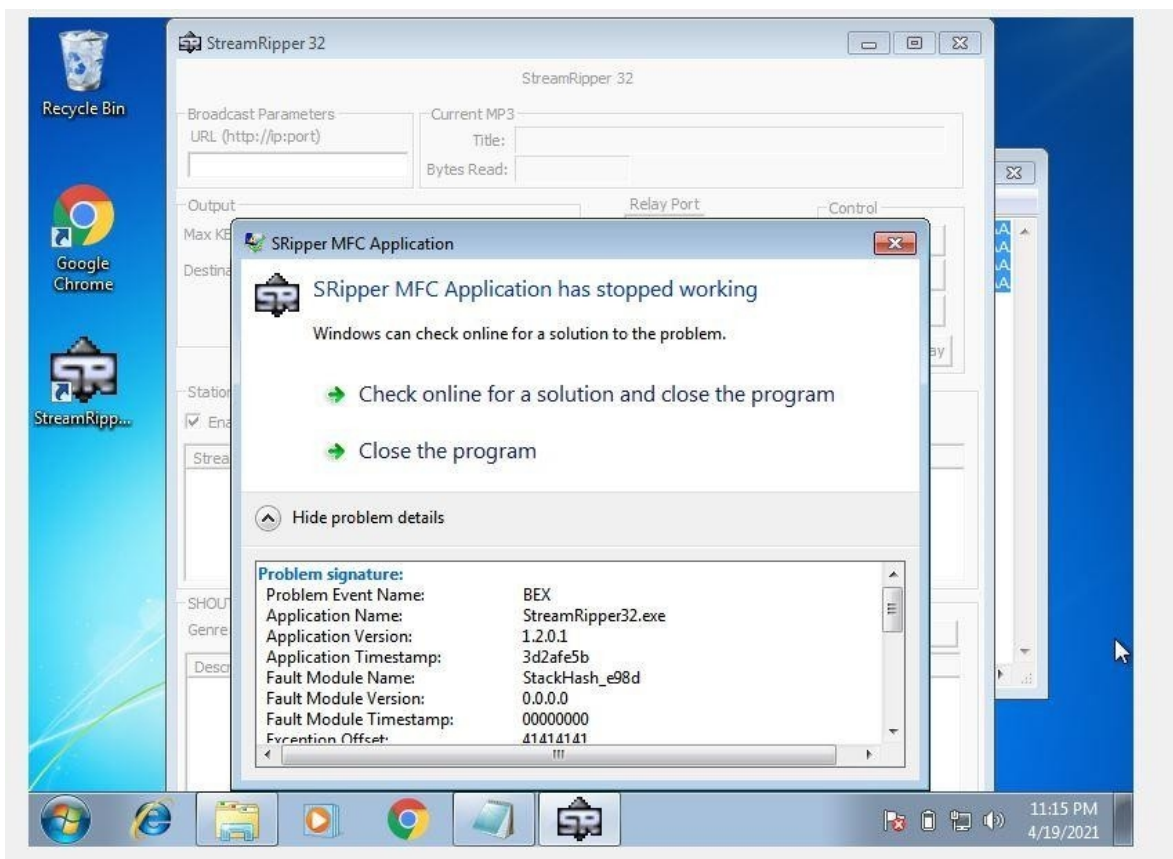 Recycle Bin
Google
Chrome
StreamRipp...
StreamRipper 32
StreamRipper 32
Broadcast Parameters
URL (http://ip:port)
Current MP3
Title:
Bytes Read:
Output
Max KB
Destina
Relay Port
Control
ay
Station
Ena
Strea
SHOUT
Genre
Descr
SRipper MFC Application
SRipper MFC Application has stopped working
Windows can check online for a solution to the problem.
Check online for a solution and close the program
Close the program
Hide problem details
Problem signature:
Problem Event Name: BEX
Application Name: StreamRipper32.exe
Application Version: 1.2.0.1
Application Timestamp: 3d2afe5b
Fault Module Name: StackHash_e98d
Fault Module Version: 0.0.0.0
Fault Module Timestamp: 00000000
Exception Offset: 41414141
A
A
A
A
11:15 PM
4/19/2021